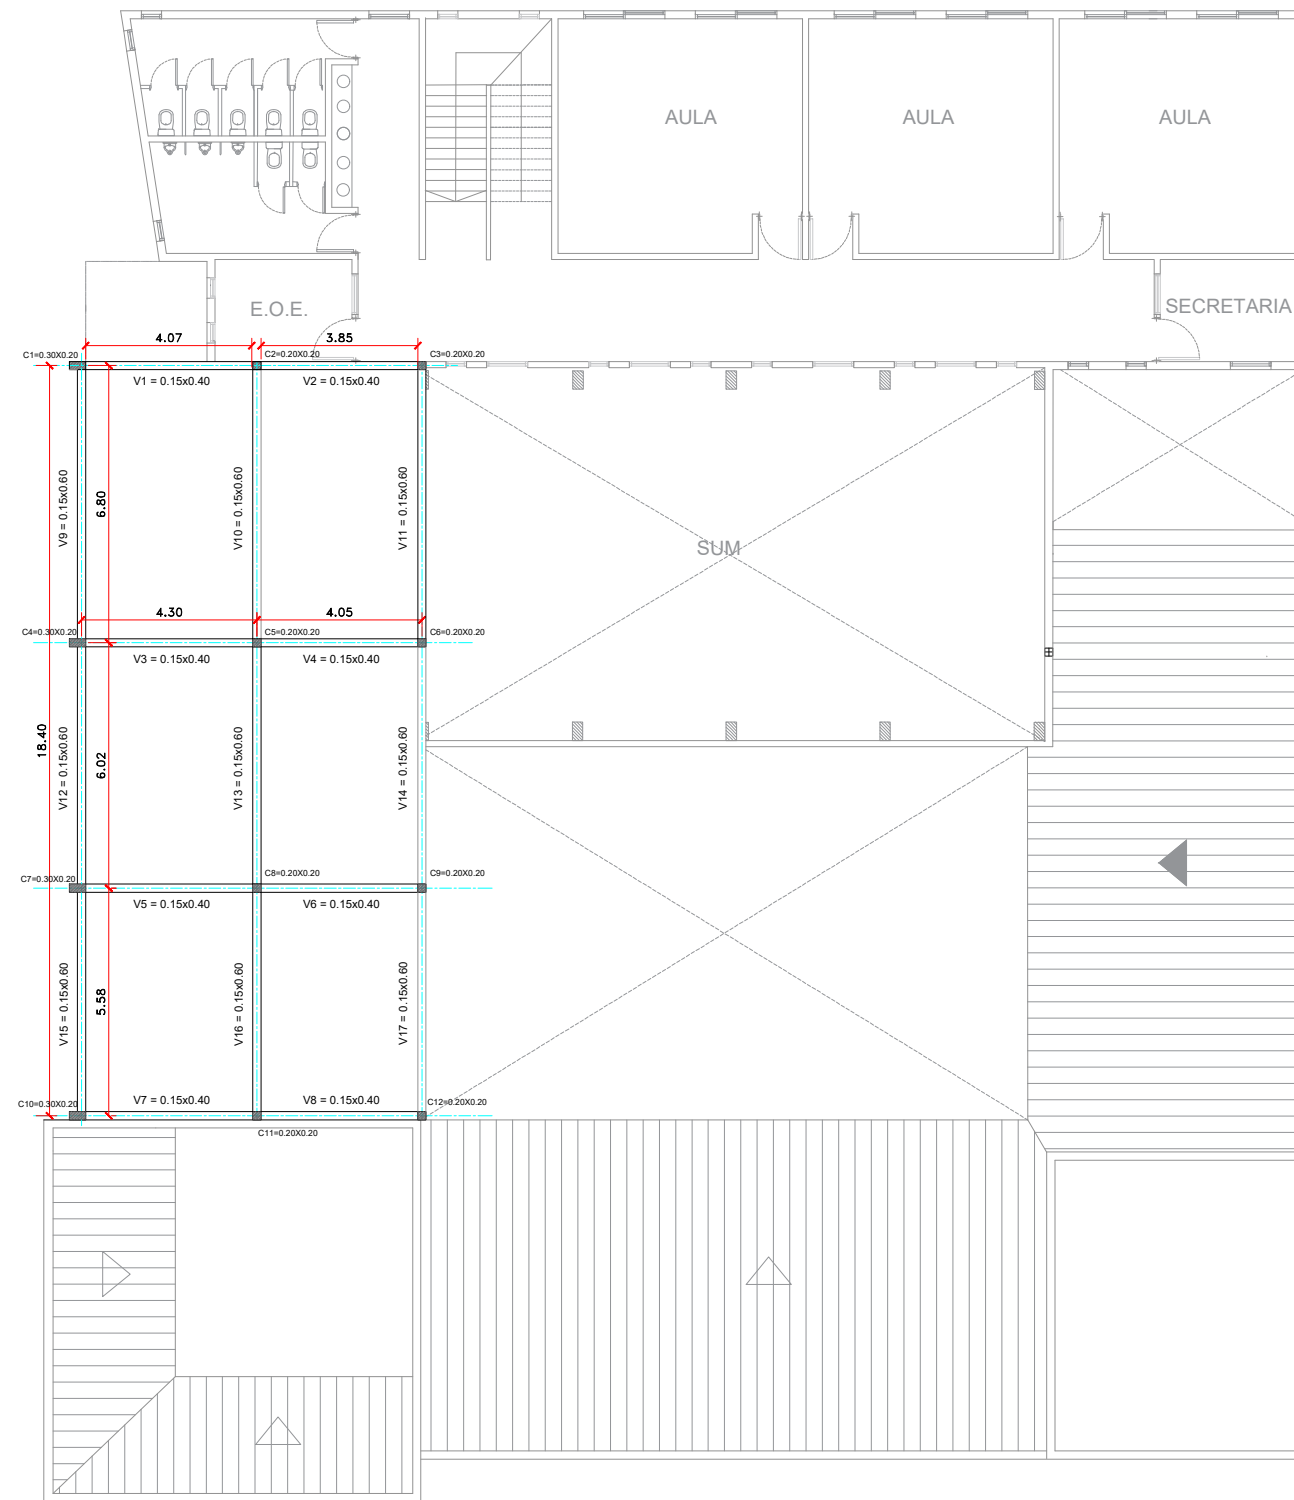 AULA
AULA
AULA
E.O.E.
SECRETARIA
4.07
3.85
C1=0.30X0.20
C2=0.20X0.20
C3=0.20X0.20
V1 = 0.15x0.40
V2 = 0.15x0.40
V9 = 0.15x0.60
6.80
V10 = 0.15x0.60
V11 = 0.15x0.60
SUM
4.30
4.05
C4=0.30X0.20
C5=0.20X0.20
C6=0.20X0.20
V3 = 0.15x0.40
V4 = 0.15x0.40
18.40
V12 = 0.15x0.60
6.02
V13 = 0.15x0.60
V14 = 0.15x0.60
C7=0.30X0.20
C8=0.20X0.20
C9=0.20X0.20
V5 = 0.15x0.40
V6 = 0.15x0.40
V15 = 0.15x0.60
5.58
V16 = 0.15x0.60
V17 = 0.15x0.60
V7 = 0.15x0.40
V8 = 0.15x0.40
C10=0.30X0.20
C12=0.20X0.20
C11=0.20X0.20